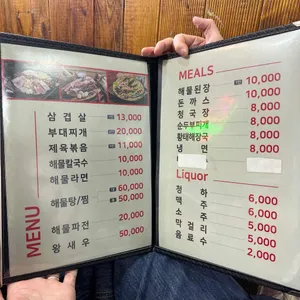 삼 겹 살 13,000
부대찌개 20,000
제육볶음 11,000
해물칼국수 10,000
해물라면 10,000
해물탕/찜 60,000
50,000
해물파전 20,000
왕 새 우 50,000
MENU
MEALS
해물된장 10,000
돈 까 스 10,000
청 국 장 8,000
순두부찌개 8,000
황태해장국 8,000
냉 면 8,000
Liquor
청 하 6,000
맥 주 6,000
소 주 5,000
막 걸 리 5,000
음 료 수 2,000